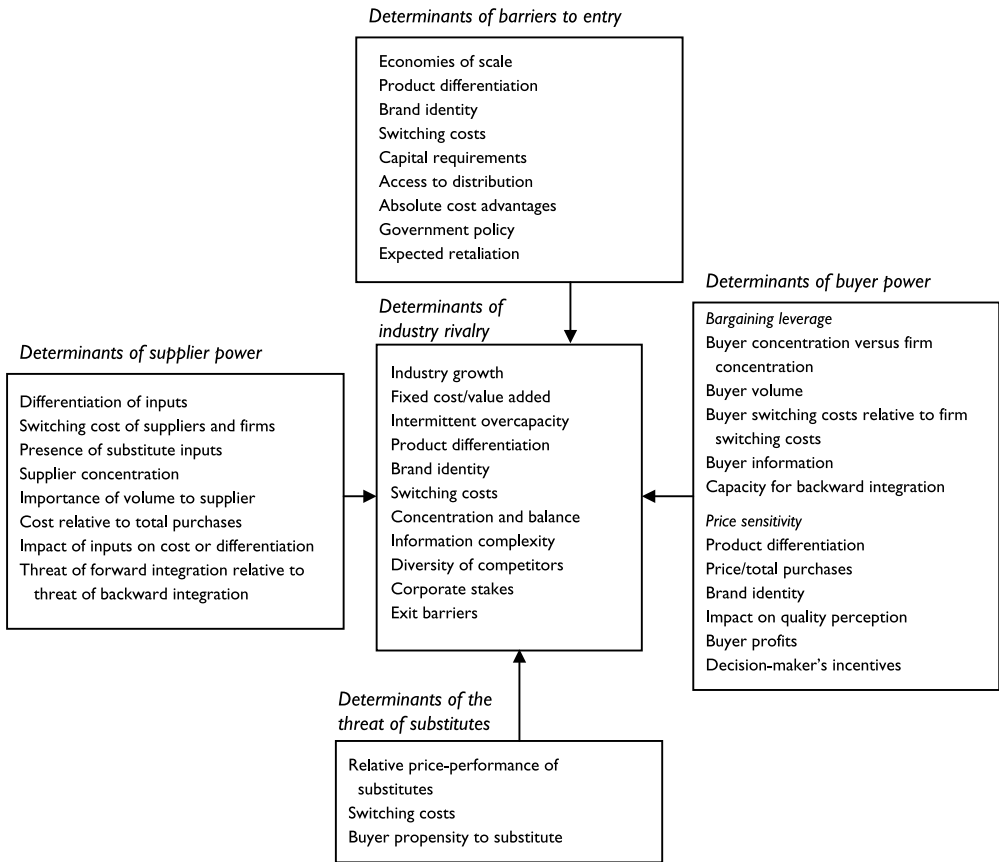 Determinants of barriers to entry
Economies of scale
Product differentiation
Brand identity
Switching costs
Capital requirements
Access to distribution
Absolute cost advantages
Government policy
Expected retaliation
Determinants of supplier power
Differentiation of inputs
Switching cost of suppliers and firms
Presence of substitute inputs
Supplier concentration
Importance of volume to supplier
Cost relative to total purchases
Impact of inputs on cost or differentiation
Threat of forward integration relative to
threat of backward integration
Determinants of
industry rivalry
Industry growth
Fixed cost/value added
Intermittent overcapacity
Product differentiation
Brand identity
Switching costs
Concentration and balance
Information complexity
Diversity of competitors
Corporate stakes
Exit barriers
Determinants of buyer power
Bargaining leverage
Buyer concentration versus firm
concentration
Buyer volume
Buyer switching costs relative to firm
switching costs
Buyer information
Capacity for backward integration
Price sensitivity
Product differentiation
Price/total purchases
Brand identity
Impact on quality perception
Buyer profits
Decision-maker's incentives
Determinants of the
threat of substitutes
Relative price-performance of
substitutes
Switching costs
Buyer propensity to substitute